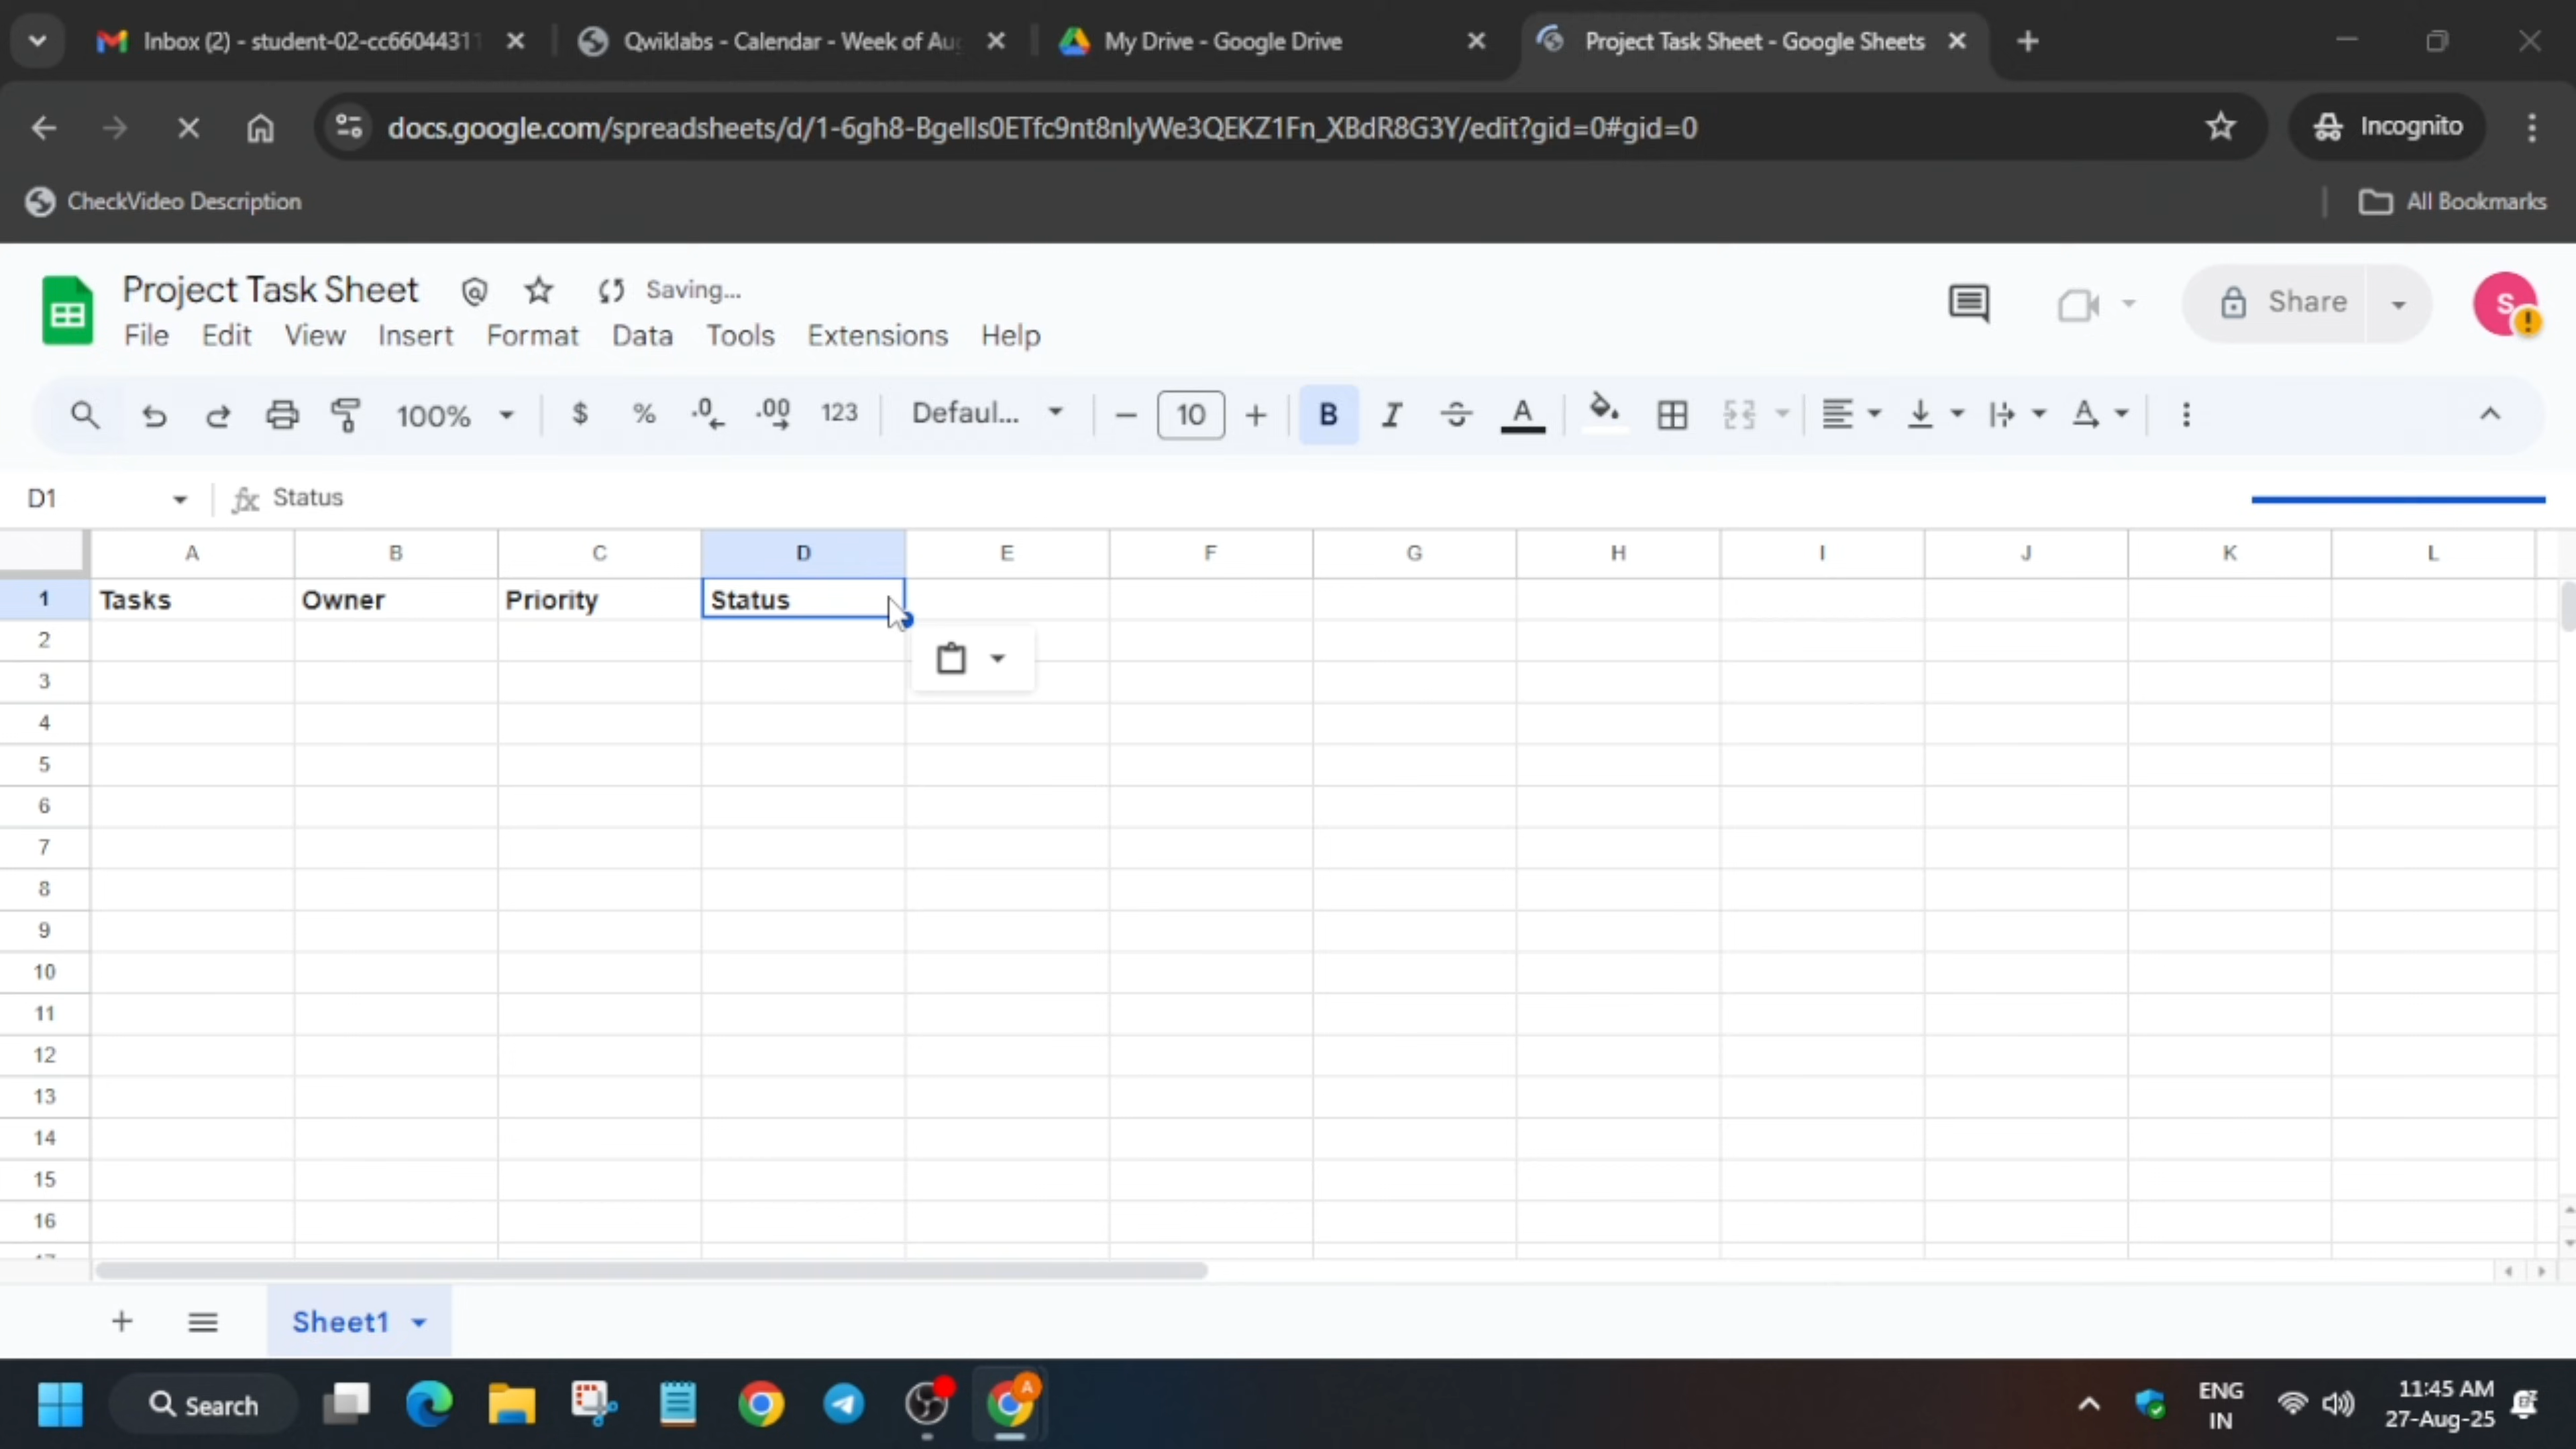 Inbox (2) - student-02-cc66044311
Qwiklabs - Calendar - Week of Au
My Drive - Google Drive
Project Task Sheet - Google Sheets
docs.google.com/spreadsheets/d/1-6gh8-Bgells0ETfc9nt8nlyWe3QEKZ1Fn_XBdR8G3Y/edit?gid=0#gid=0
Incognito
CheckVideo Description
All Bookmarks
Project Task Sheet
Saving...
File Edit View Insert Format Data Tools Extensions Help
Share
S
100% $ % .0 .00 123 Defaul... 10 B I S A A
D1 fx Status
A B C D E F G H I J K L
1 Tasks Owner Priority Status
2
3
4
5
6
7
8
9
10
11
12
13
14
15
16
Sheet1
Search
A
ENG
IN
11:45 AM
27-Aug-25